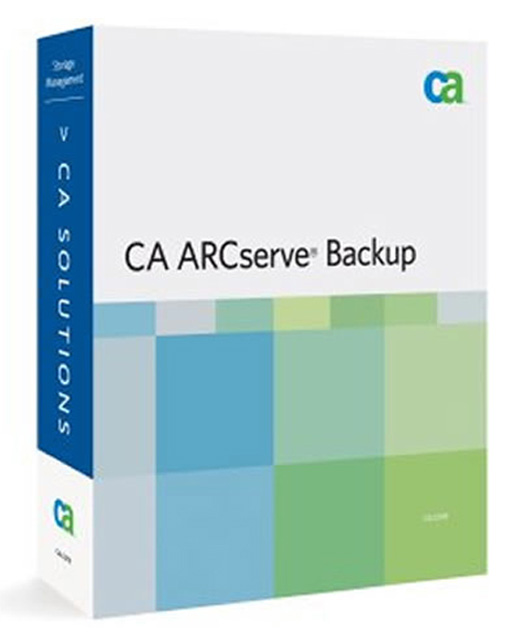 Storage
Management
> CA SOLUTIONS
ca
ca
CA ARCserve® Backup